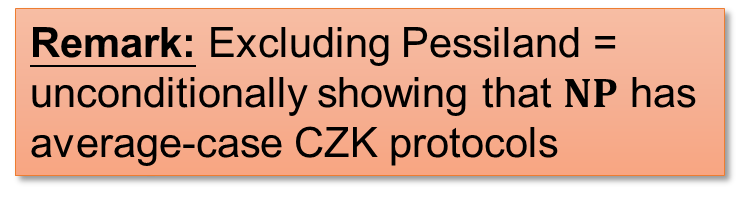 Remark: Excluding Pessiland =
unconditionally showing that NP has
average-case CZK protocols